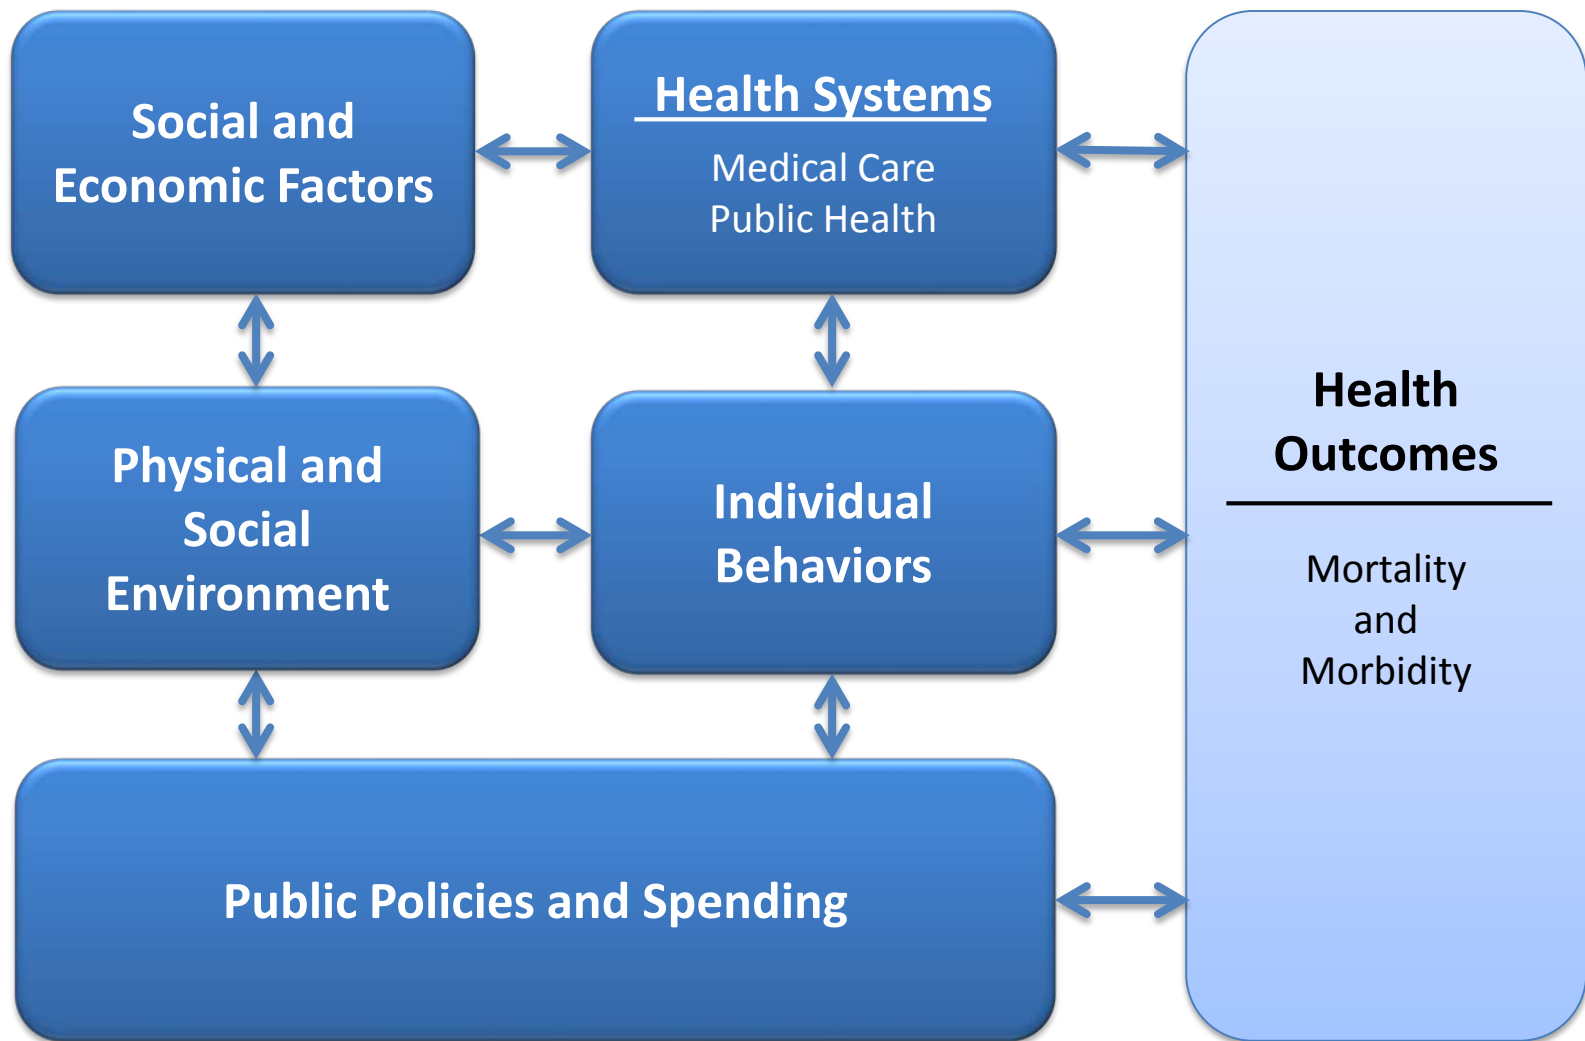 Social and
Economic Factors
Health Systems
Medical Care
Public Health
Physical and
Social
Environment
Individual
Behaviors
Health
Outcomes
Mortality
and
Morbidity
Public Policies and Spending